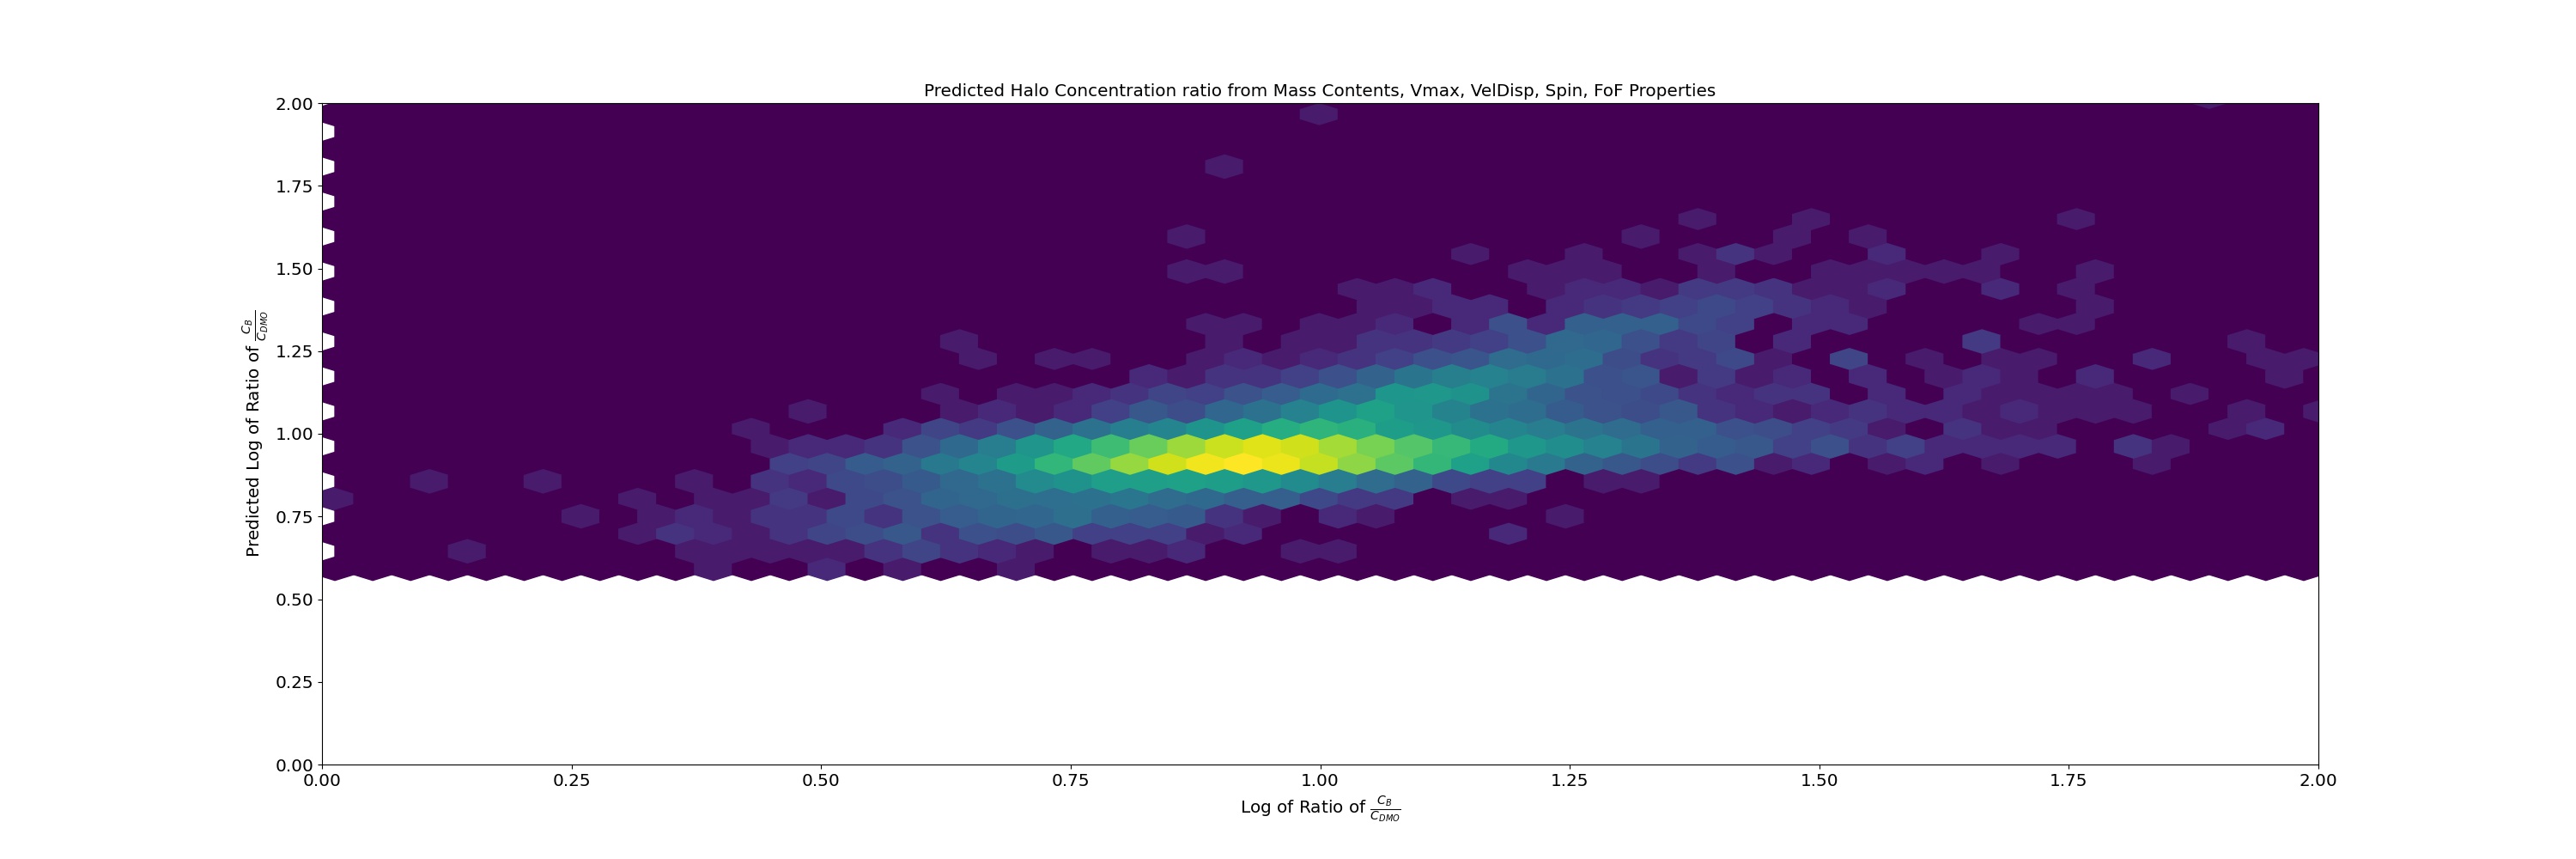 Predicted Halo Concentration ratio from Mass Contents, Vmax, VelDisp, Spin, FoF Properties
2.00
1.75
1.50
1.25
1.00
0.75
0.50
0.25
0.00
Predicted Log of Ratio of C_B/C_DMO
0.00 0.25 0.50 0.75 1.00 1.25 1.50 1.75 2.00
Log of Ratio of C_B/C_DMO